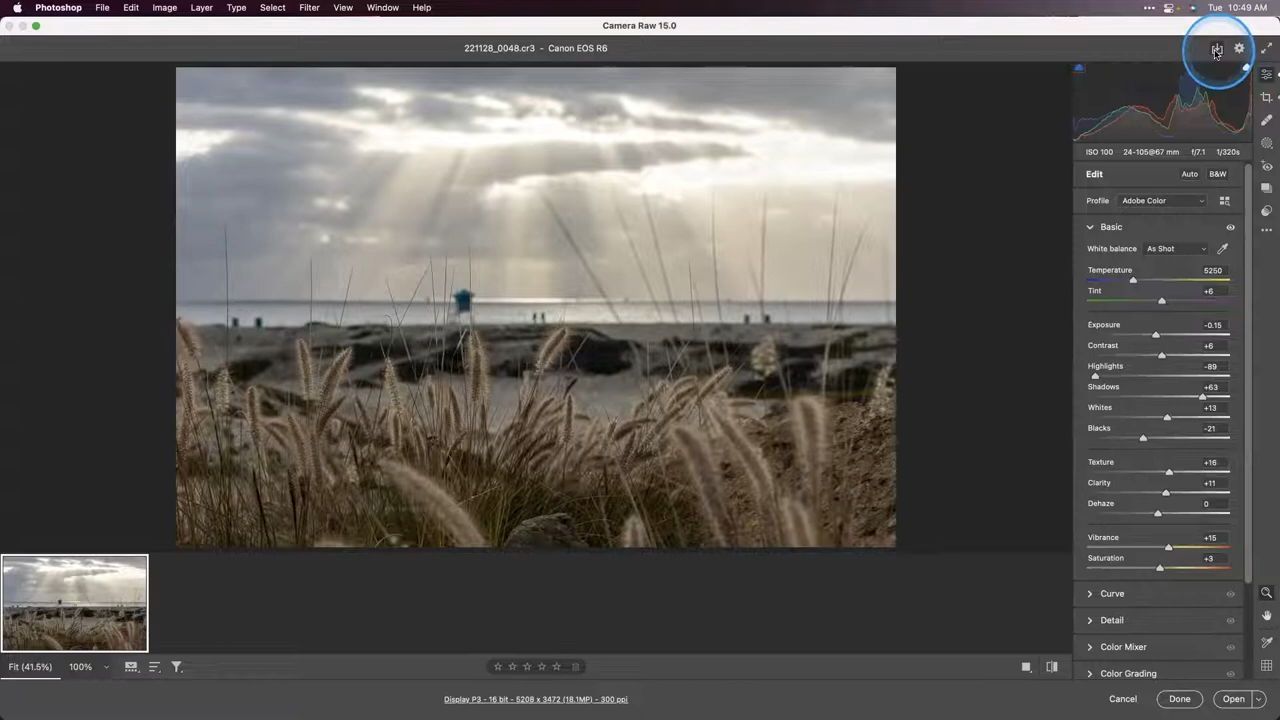 Photoshop File Edit Image Layer Type Select Filter View Window Help Tue 10:49 AM
Camera Raw 15.0
221128_0048.cr3 - Canon EOS R6
ISO 100 24-105@67 mm f/7.1 1/320s
Edit Auto B&W
Profile Adobe Color
Basic
White balance As Shot
Temperature 5250
Tint +6
Exposure -0.15
Contrast +6
Highlights -89
Shadows +63
Whites +13
Blacks -21
Texture +16
Clarity +11
Dehaze 0
Vibrance +15
Saturation +3
Curve
Detail
Color Mixer
Color Grading
Fit (41.5%) 100%
Display P3 - 16 bit - 5208 x 3472 (18.1MP) - 300 ppi
Cancel Done Open